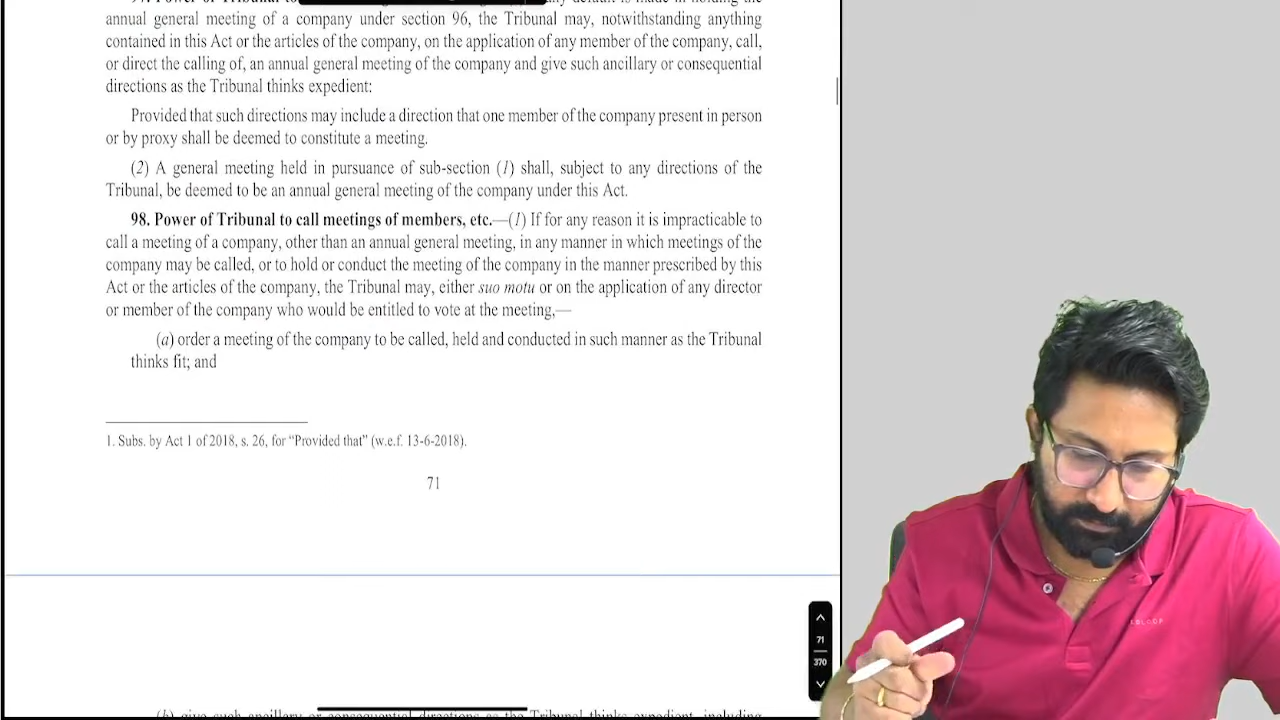 annual general meeting of a company under section 96, the Tribunal may, notwithstanding anything
contained in this Act or the articles of the company, on the application of any member of the company, call,
or direct the calling of, an annual general meeting of the company and give such ancillary or consequential
directions as the Tribunal thinks expedient:
Provided that such directions may include a direction that one member of the company present in person
or by proxy shall be deemed to constitute a meeting.
(2) A general meeting held in pursuance of sub-section (1) shall, subject to any directions of the
Tribunal, be deemed to be an annual general meeting of the company under this Act.
98. Power of Tribunal to call meetings of members, etc.—(1) If for any reason it is impracticable to
call a meeting of a company, other than an annual general meeting, in any manner in which meetings of the
company may be called, or to hold or conduct the meeting of the company in the manner prescribed by this
Act or the articles of the company, the Tribunal may, either suo motu or on the application of any director
or member of the company who would be entitled to vote at the meeting,—
(a) order a meeting of the company to be called, held and conducted in such manner as the Tribunal
thinks fit; and
1. Subs. by Act 1 of 2018, s. 26, for “Provided that” (w.e.f. 13-6-2018).
71
71
370
(b) give such ancillary or consequential directions as the Tribunal thinks expedient, including